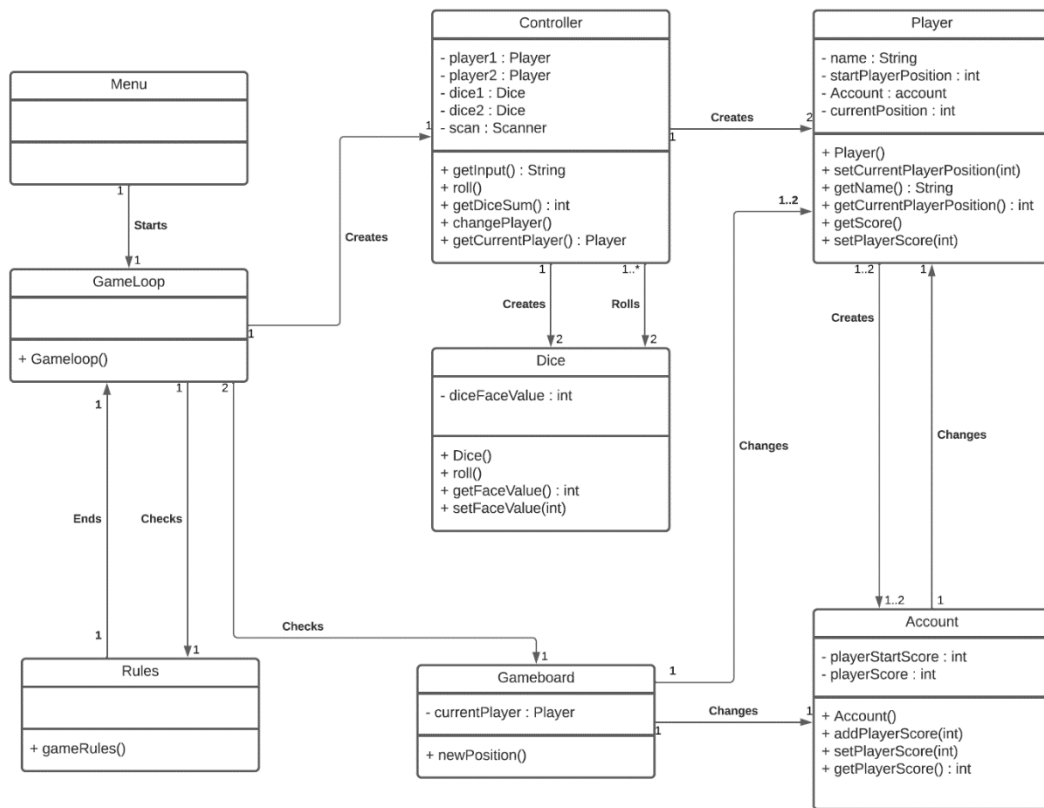 Menu
1
Starts
1
GameLoop
+ Gameloop()
1
1
Creates
1
Controller
- player1 : Player
- player2 : Player
- dice1 : Dice
- dice2 : Dice
- scan : Scanner
+ getInput() : String
+ roll()
+ getDiceSum() : int
+ changePlayer()
+ getCurrentPlayer() : Player
1
Creates
2
Player
- name : String
- startPlayerPosition : int
- Account : account
- currentPosition : int
+ Player()
+ setCurrentPlayerPosition(int)
+ getName() : String
+ getCurrentPlayerPosition() : int
+ getScore()
+ setPlayerScore(int)
1
Creates
2
1..*
Rolls
2
Dice
- diceFaceValue : int
+ Dice()
+ roll()
+ getFaceValue() : int
+ setFaceValue(int)
1..2
Changes
1
1..2
Creates
1..2
1
Changes
1
Ends
1
1
Checks
1
2
Checks
1
Rules
+ gameRules()
Gameboard
- currentPlayer : Player
+ newPosition()
1
Changes
1
Account
- playerStartScore : int
- playerScore : int
+ Account()
+ addPlayerScore(int)
+ setPlayerScore(int)
+ getPlayerScore() : int